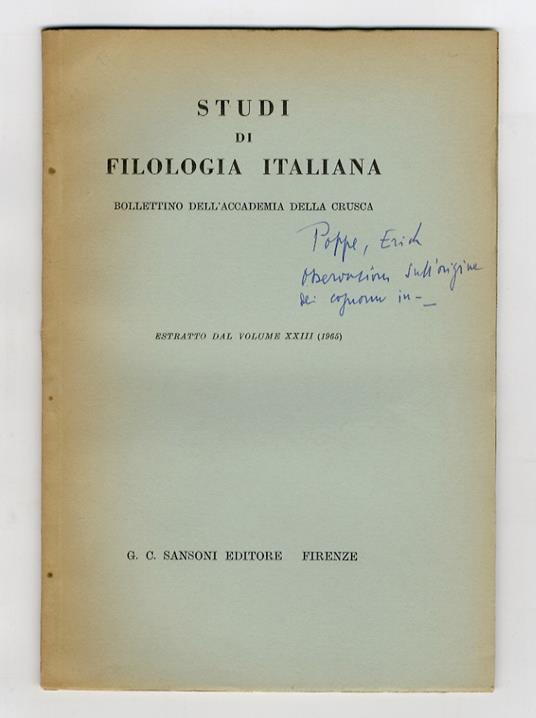 STUDI
DI
FILOLOGIA ITALIANA
BOLLETTINO DELL'ACCADEMIA DELLA CRUSCA
Poppe, Erich
sull'origine
dei cognomi in-_
ESTRATTO DAL VOLUME XXIII (1965)
G. C. SANSONI EDITORE FIRENZE